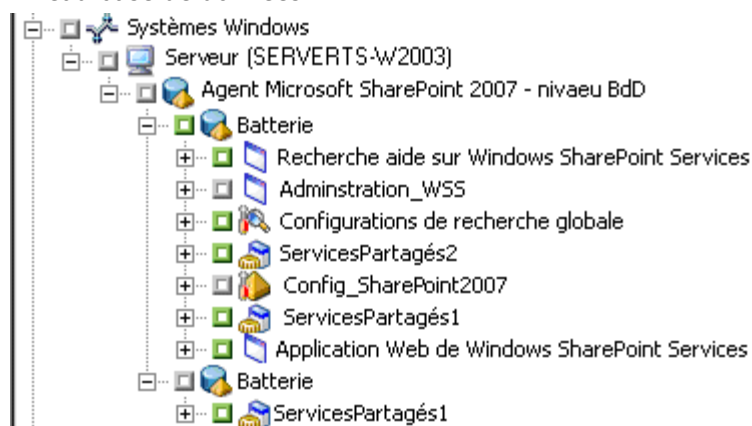 Systèmes Windows
Serveur (SERVERTS-W2003)
Agent Microsoft SharePoint 2007 - nivaeu BdD
Batterie
Recherche aide sur Windows SharePoint Services
Adminstration_WSS
Configurations de recherche globale
ServicesPartagés2
Config_SharePoint2007
ServicesPartagés1
Application Web de Windows SharePoint Services
Batterie
ServicesPartagés1